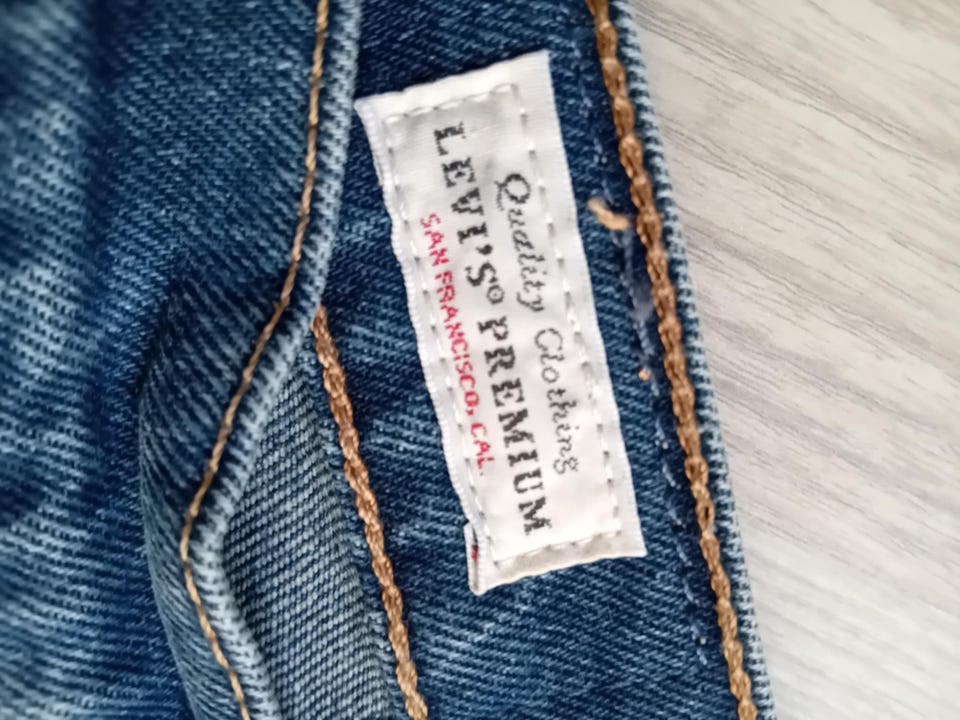 Quality Clothing
LEVI'S® PREMIUM
SAN FRANCISCO, CAL.